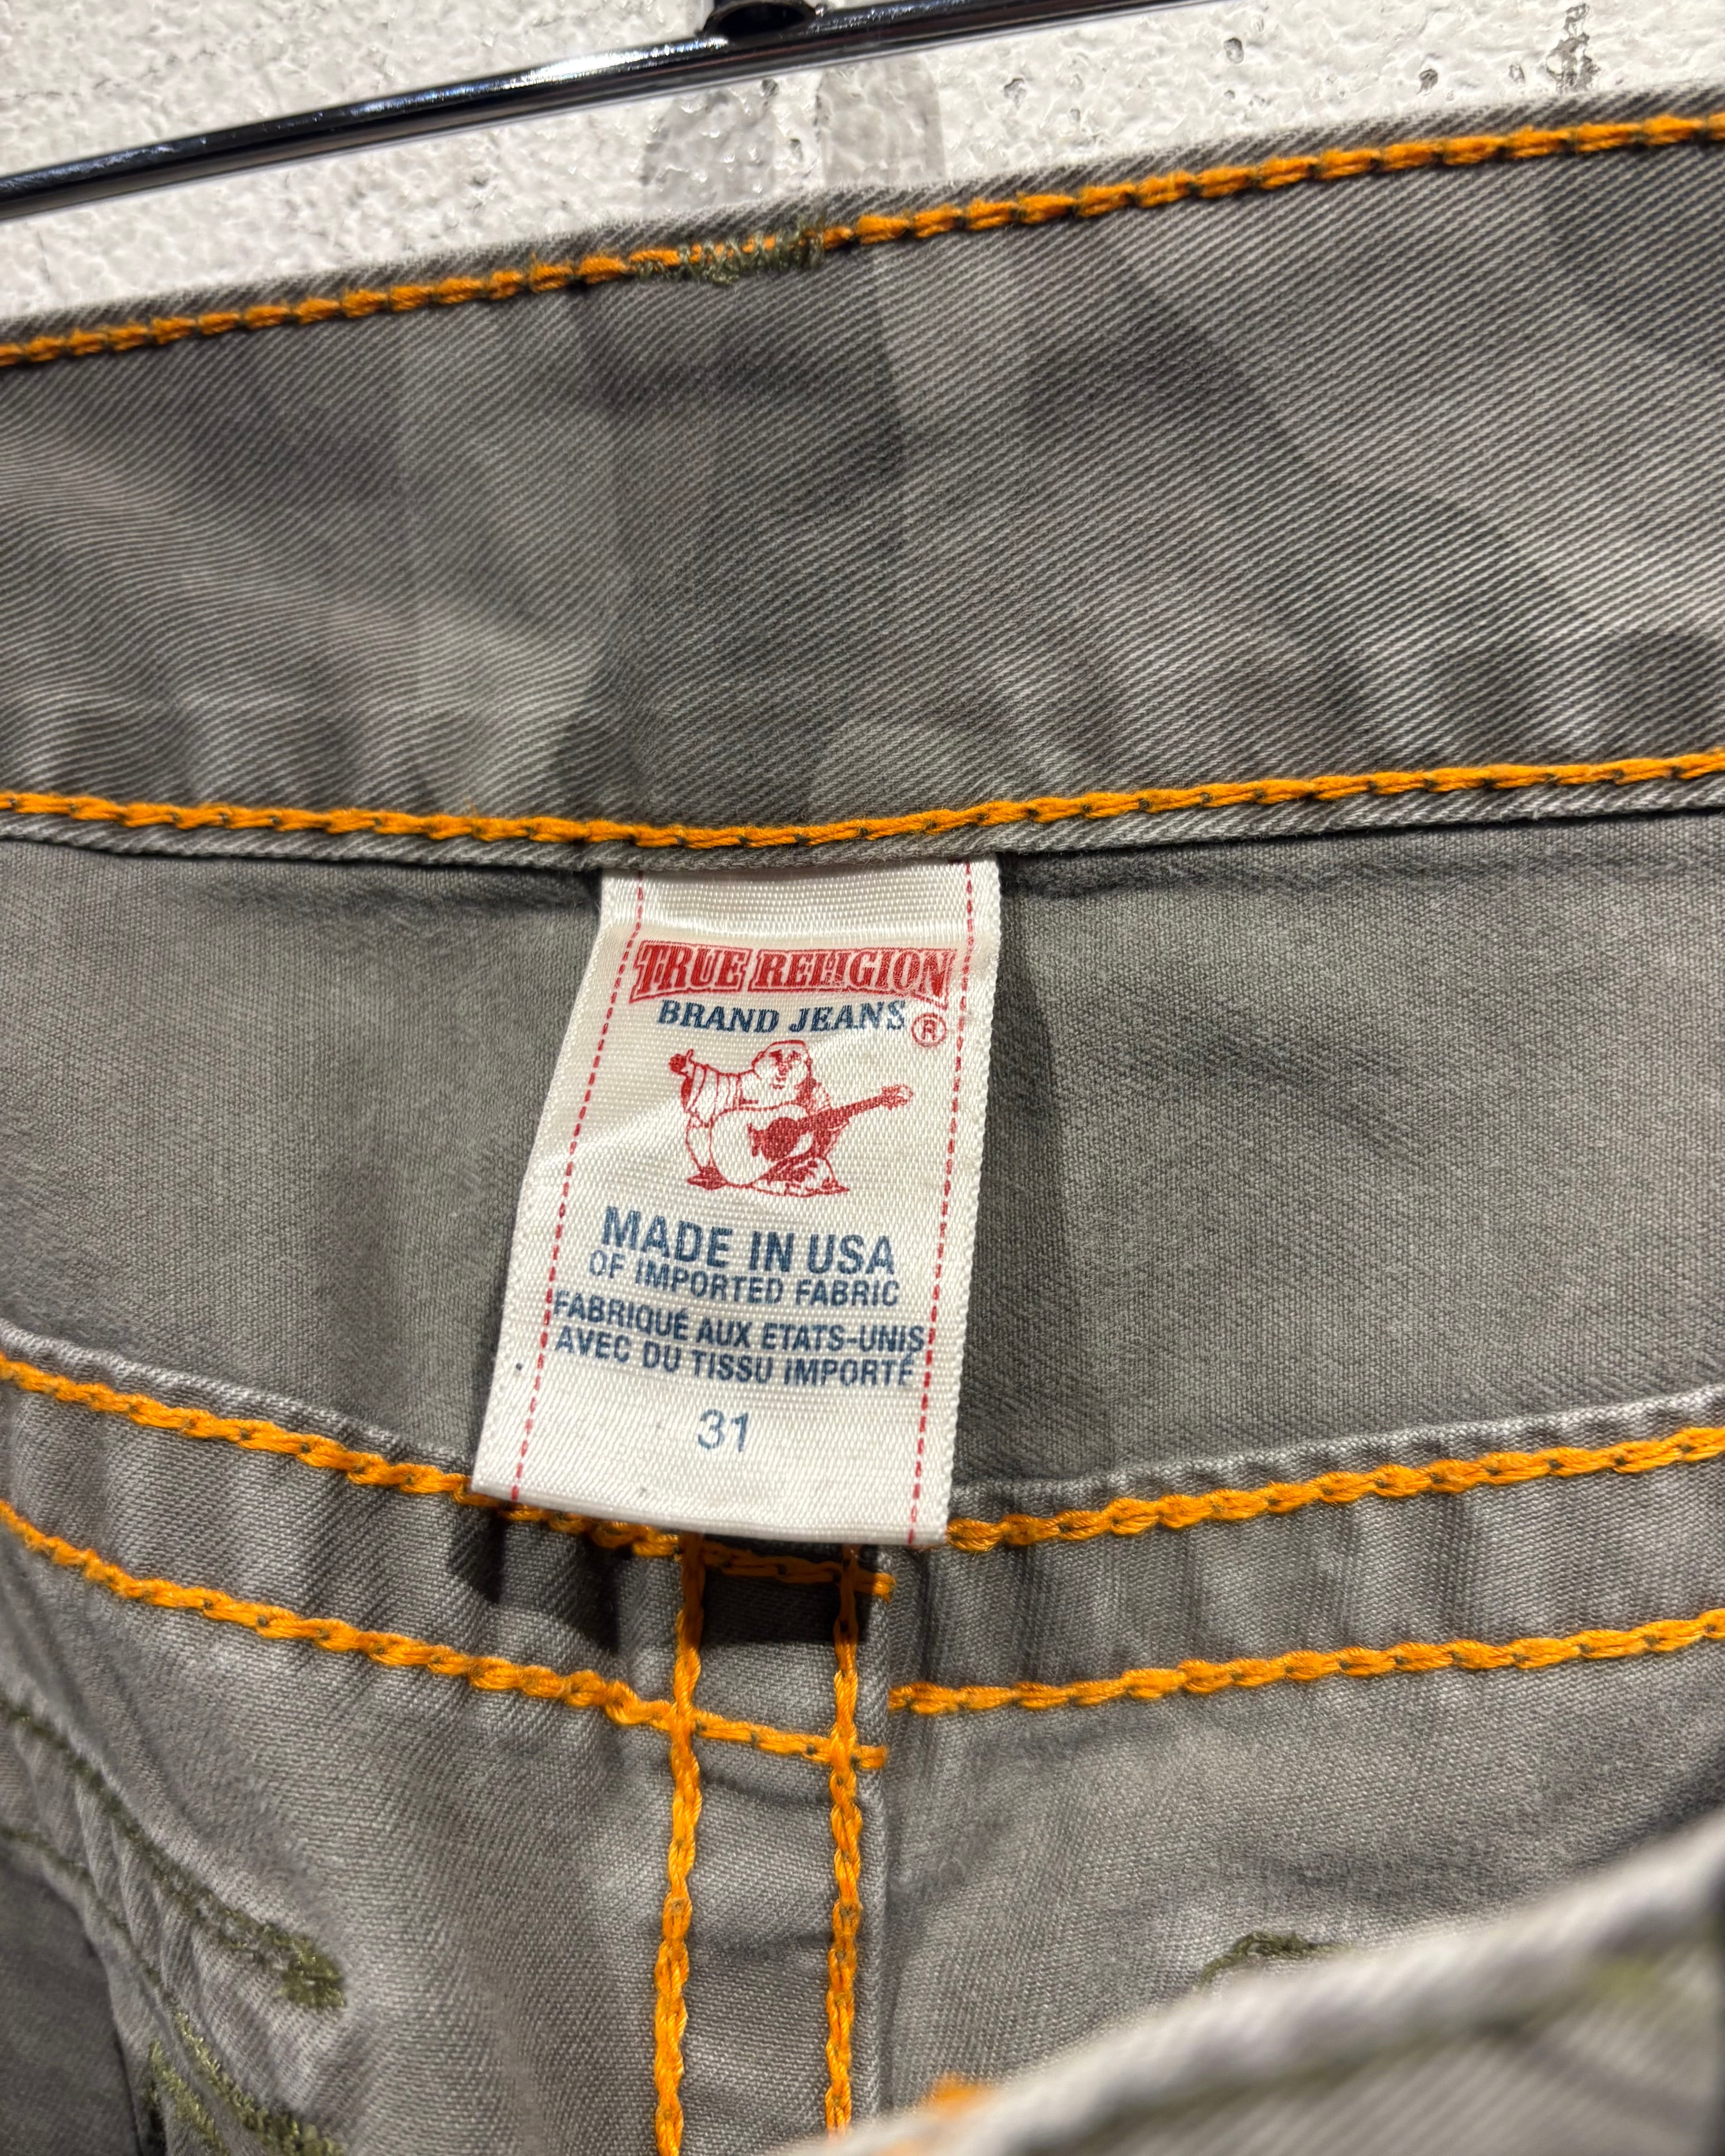 TRUE RELIGION
BRAND JEANS ®
MADE IN USA
OF IMPORTED FABRIC
FABRIQUÉ AUX ETATS-UNIS
AVEC DU TISSU IMPORTÉ
31